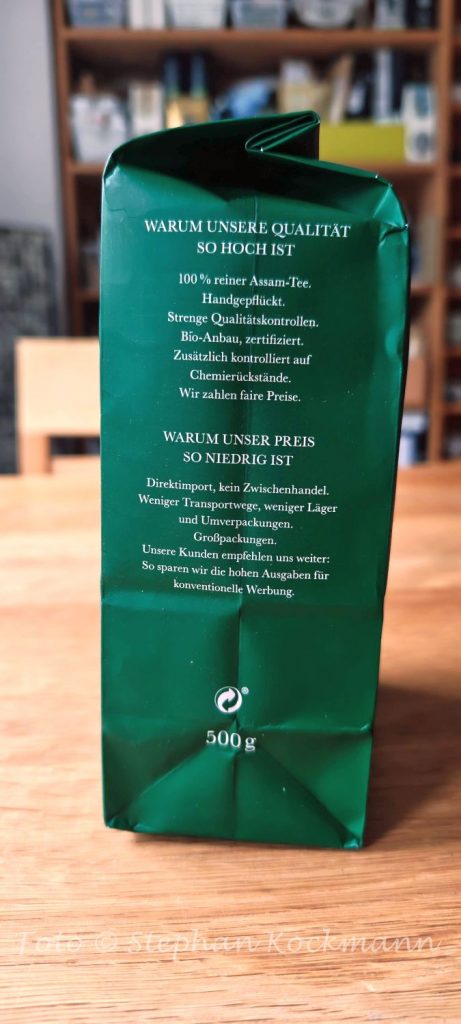 WARUM UNSERE QUALITÄT
SO HOCH IST
100 % reiner Assam-Tee.
Handgepflückt.
Strenge Qualitätskontrollen.
Bio-Anbau, zertifiziert.
Zusätzlich kontrolliert auf
Chemierückstände.
Wir zahlen faire Preise.
WARUM UNSER PREIS
SO NIEDRIG IST
Direktimport, kein Zwischenhandel.
Weniger Transportwege, weniger Läger
und Umverpackungen.
Großpackungen.
Unsere Kunden empfehlen uns weiter:
So sparen wir die hohen Ausgaben für
konventionelle Werbung.
®
500 g
Foto © Stephan Kockmann